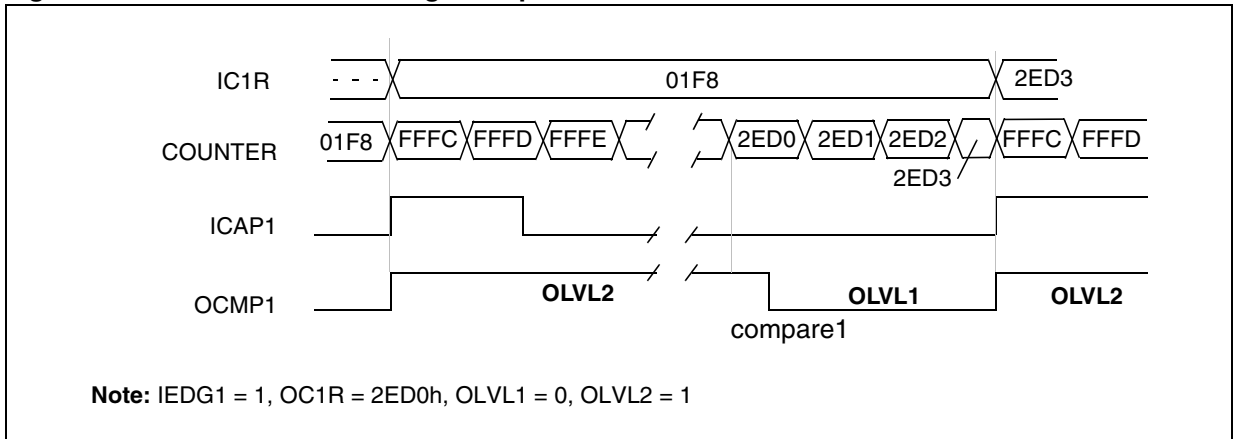 IC1R - - - - 01F8 2ED3
COUNTER 01F8 FFFC FFFD FFFE 2ED0 2ED1 2ED2 FFFC FFFD
2ED3
ICAP1
OCMP1 OLVL2 OLVL1 OLVL2
compare1
Note: IEDG1 = 1, OC1R = 2ED0h, OLVL1 = 0, OLVL2 = 1